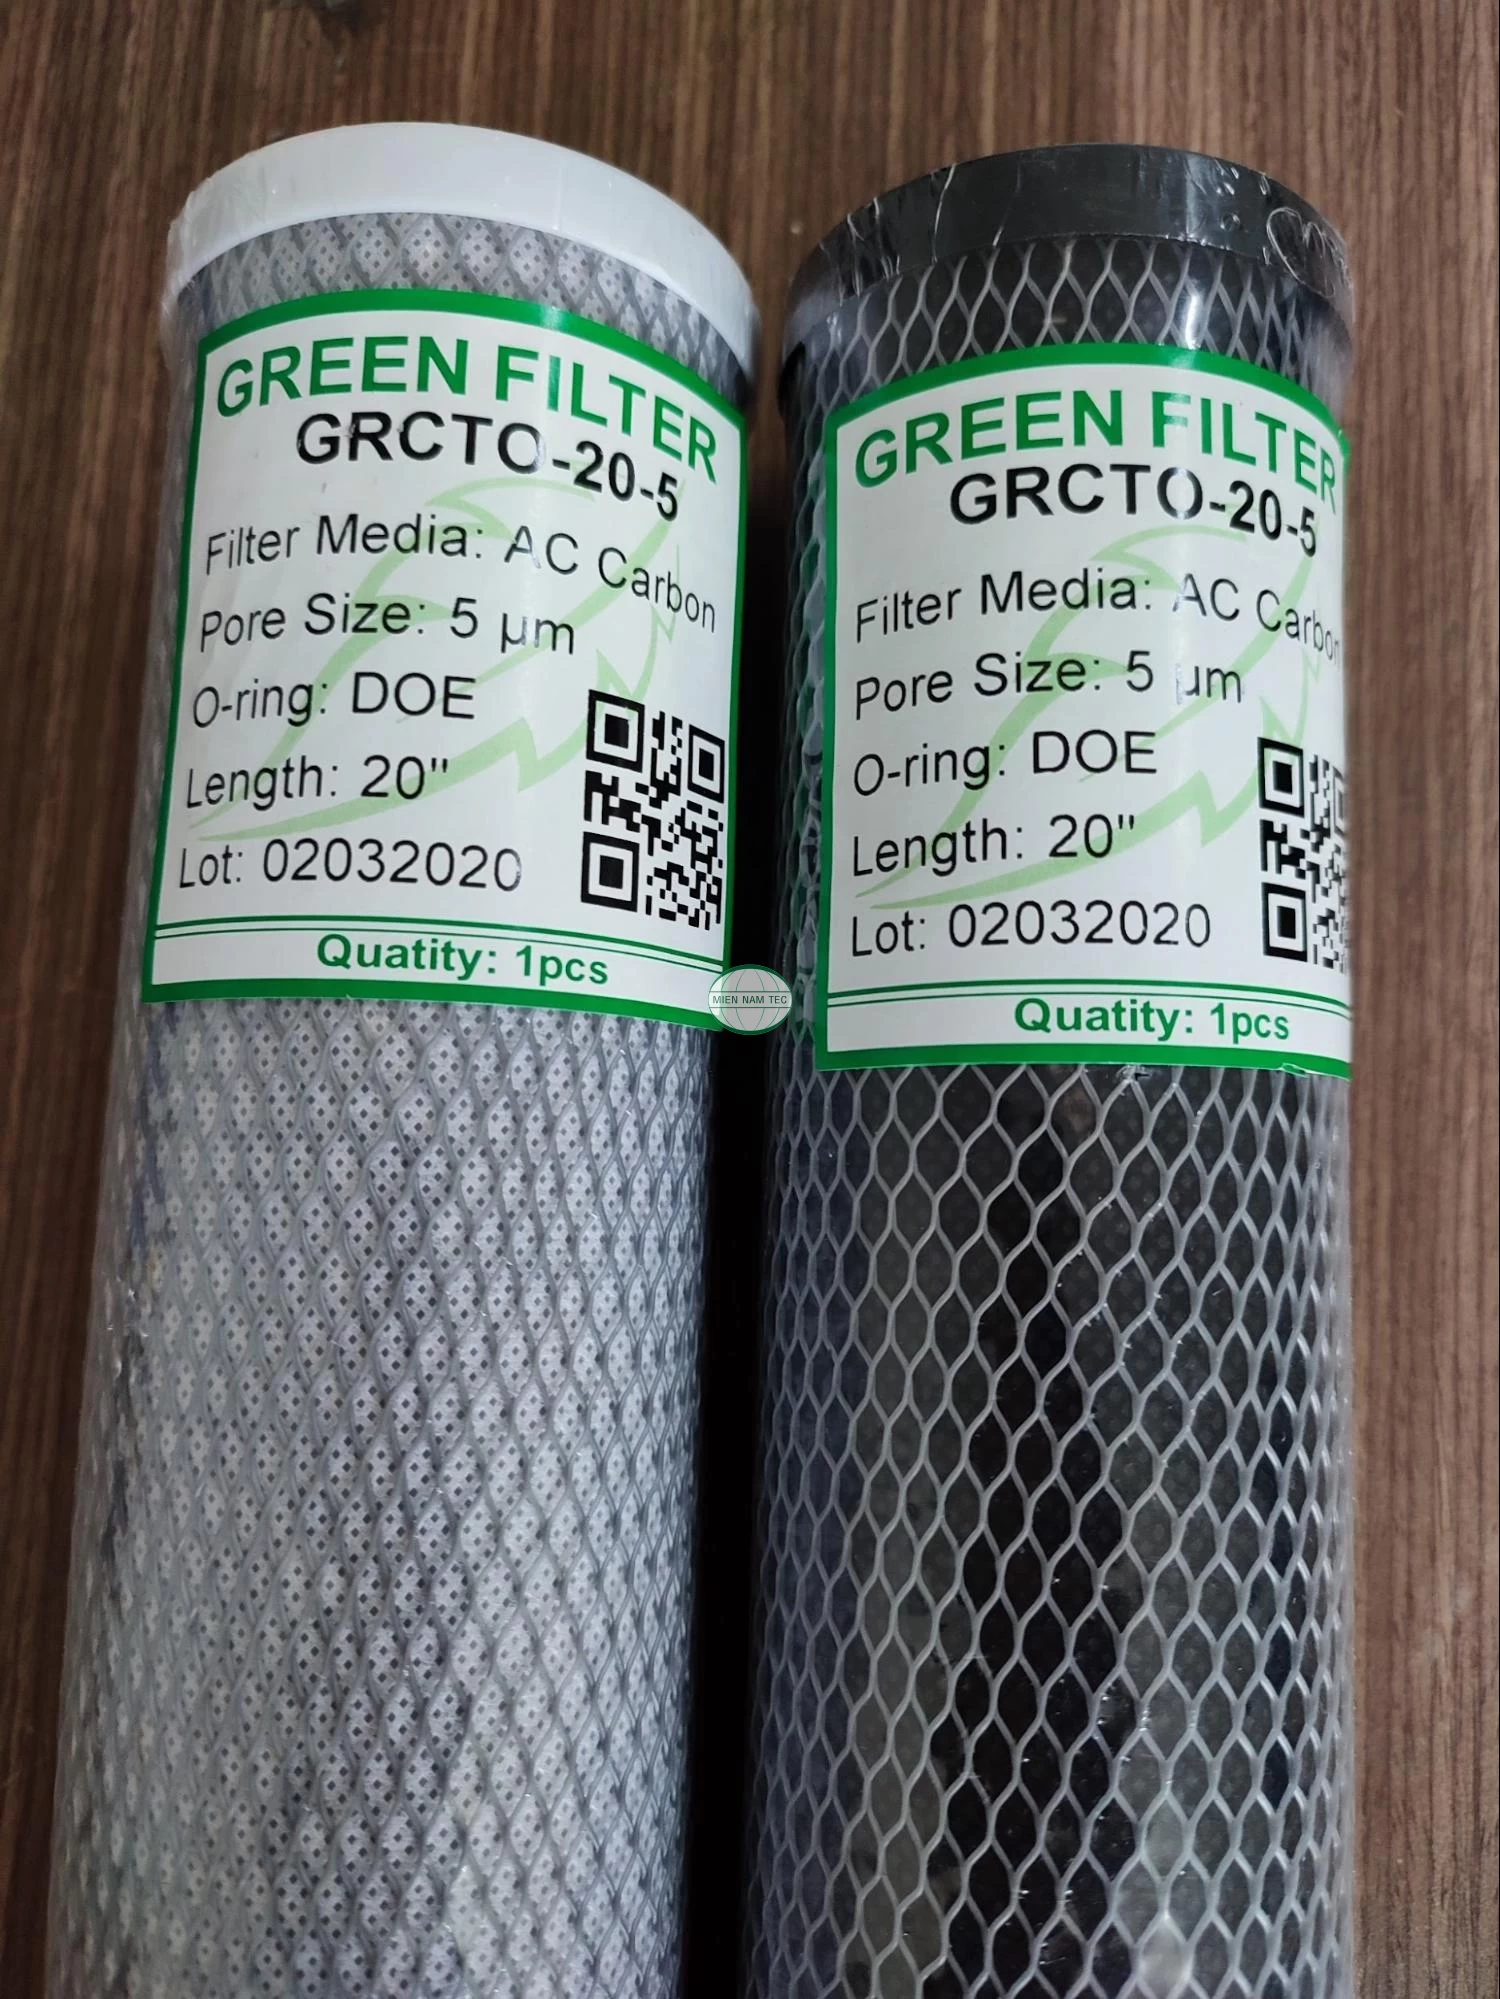 GREEN FILTER
GRCTO-20-5
Filter Media: AC Carbon
Pore Size: 5 µm
O-ring: DOE
Length: 20"
Lot: 02032020
Quatity: 1pcs
MIEN NAM TEC
GREEN FILTER
GRCTO-20-5
Filter Media: AC Carbon
Pore Size: 5 µm
O-ring: DOE
Length: 20"
Lot: 02032020
Quatity: 1pcs